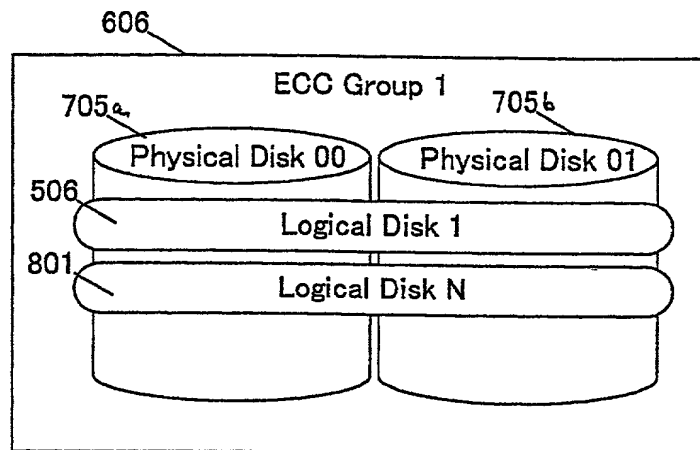 606
ECC Group 1
705a
705b
Physical Disk 00
Physical Disk 01
506
Logical Disk 1
801
Logical Disk N